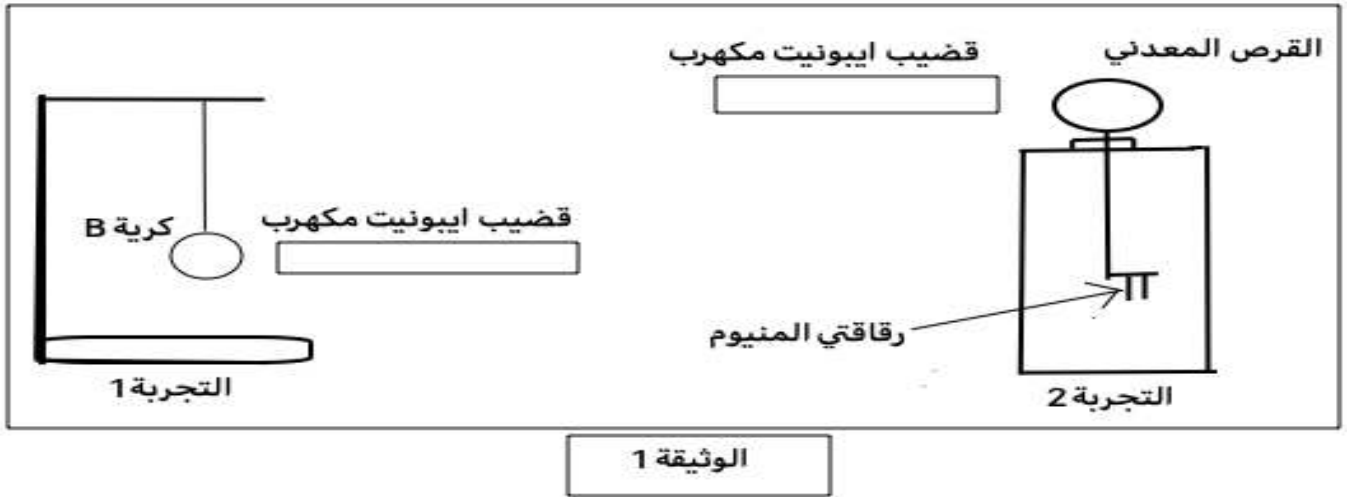 القرص المعدني
قضيب ايبونيت مكهرب
كرية B
قضيب ايبونيت مكهرب
رقاقتي المنيوم
التجربة 1
التجربة 2
الوثيقة 1